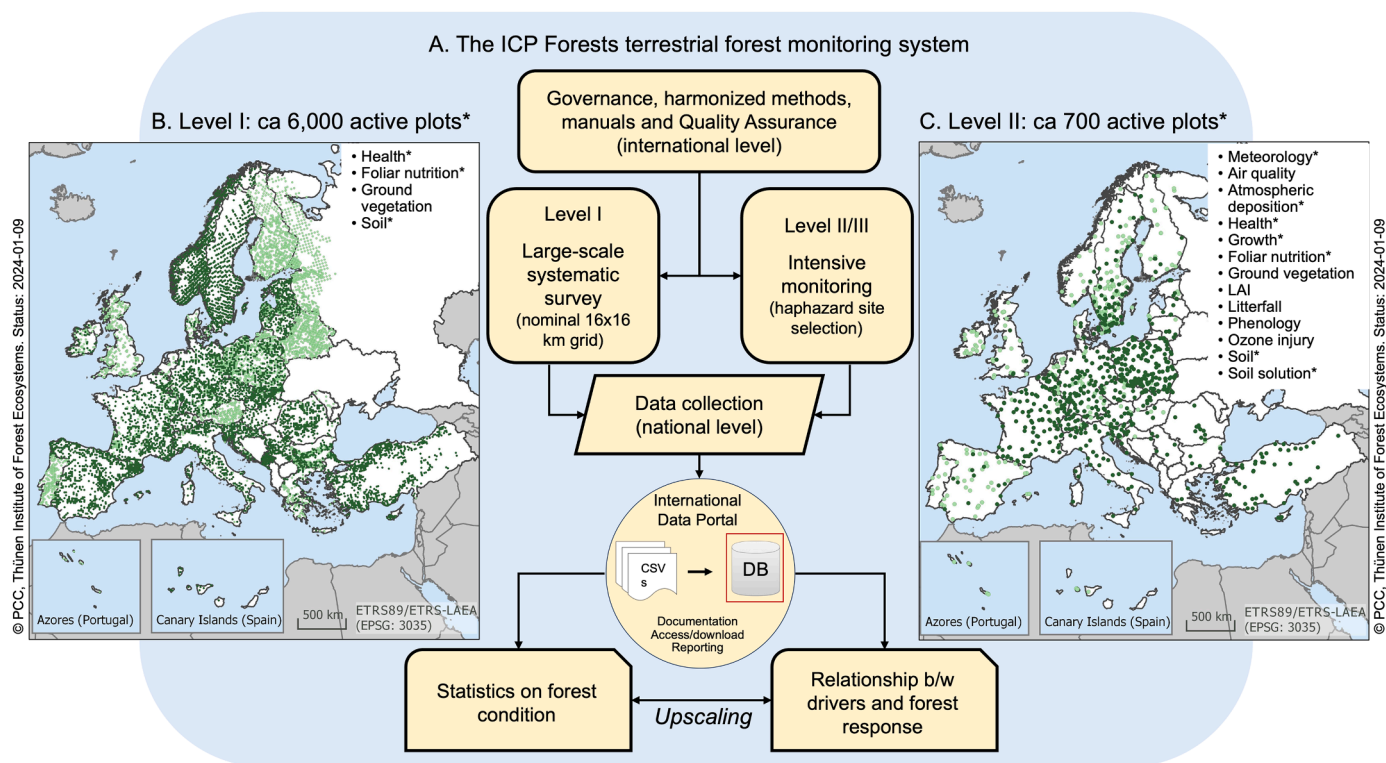 A. The ICP Forests terrestrial forest monitoring system
Governance, harmonized methods,
manuals and Quality Assurance
(international level)
B. Level I: ca 6,000 active plots*
• Health*
• Foliar nutrition*
• Ground
vegetation
• Soil*
500 km
ETRS89/ETRS-LAEA
(EPSG: 3035)
Azores (Portugal)
Canary Islands (Spain)
© PCC, Thünen Institute of Forest Ecosystems. Status: 2024-01-09
Level I
Large-scale
systematic
survey
(nominal 16x16
km grid)
Level II/III
Intensive
monitoring
(haphazard site
selection)
C. Level II: ca 700 active plots*
• Meteorology*
• Air quality
• Atmospheric
deposition*
• Health*
• Growth*
• Foliar nutrition*
• Ground vegetation
• LAI
• Litterfall
• Phenology
• Ozone injury
• Soil*
• Soil solution*
500 km
ETRS89/ETRS-LAEA
(EPSG: 3035)
Azores (Portugal)
Canary Islands (Spain)
© PCC, Thünen Institute of Forest Ecosystems. Status: 2024-01-09
Data collection
(national level)
International
Data Portal
CSV
s
DB
Documentation
Access/download
Reporting
Statistics on forest
condition
Upscaling
Relationship b/w
drivers and forest
response